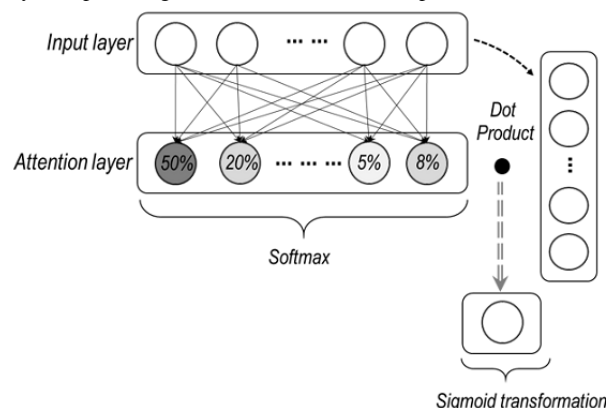 Input layer
... ...
Dot
Product
Attention layer
50% 20% ... ... ... 5% 8%
...
Softmax
Sigmoid transformation